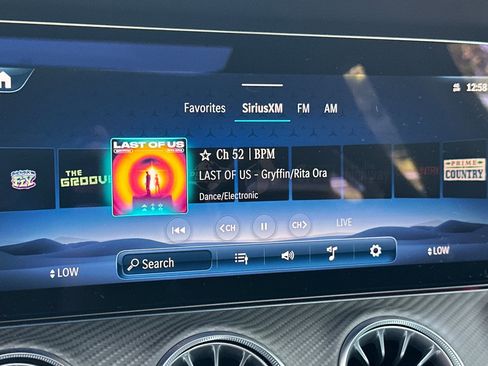 12:58
Favorites SiriusXM FM AM
LAST OF US
THE
GROOVE
☆ Ch 52 | BPM
LAST OF US - Gryffin/Rita Ora
Dance/Electronic
PRIME
COUNTRY
<CH CH> LIVE
Search
LOW LOW